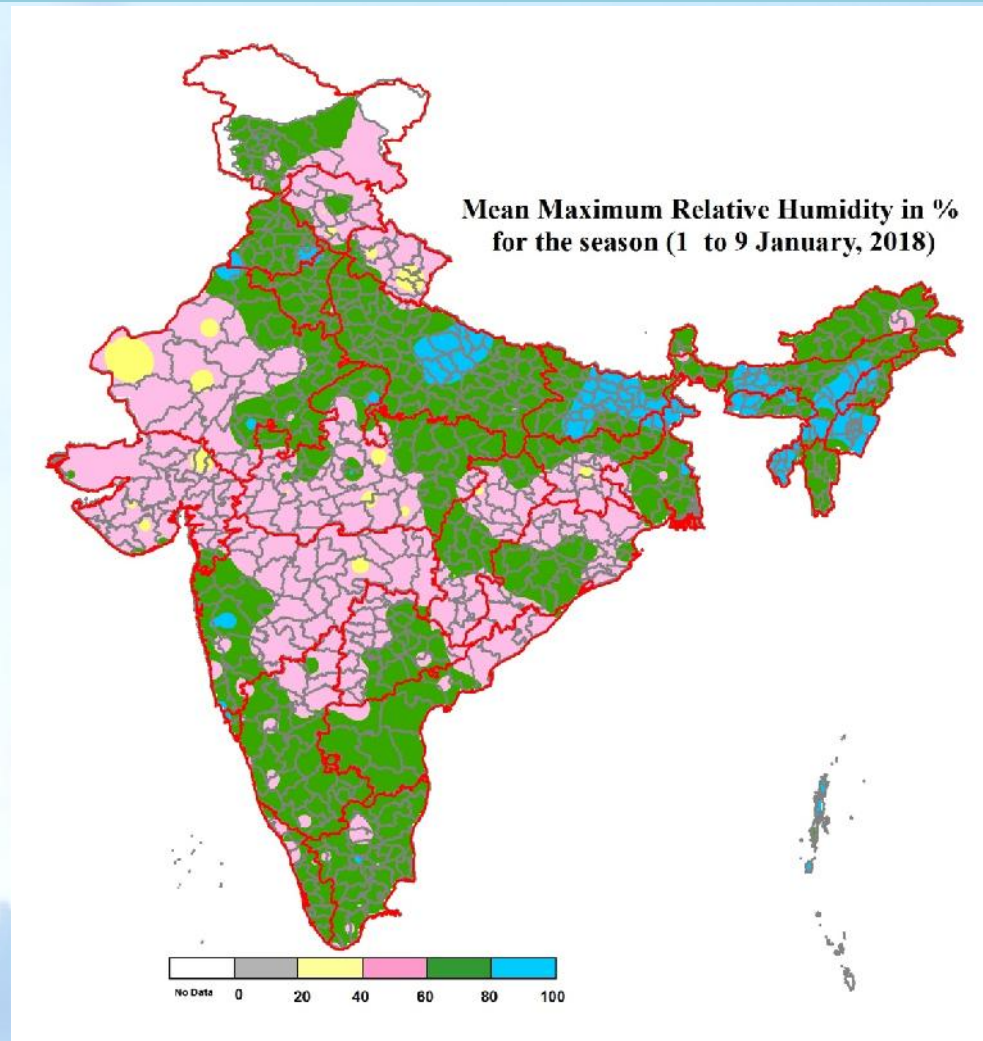 Mean Maximum Relative Humidity in %
for the season (1 to 9 January, 2018)
No Data 0 20 40 60 80 100